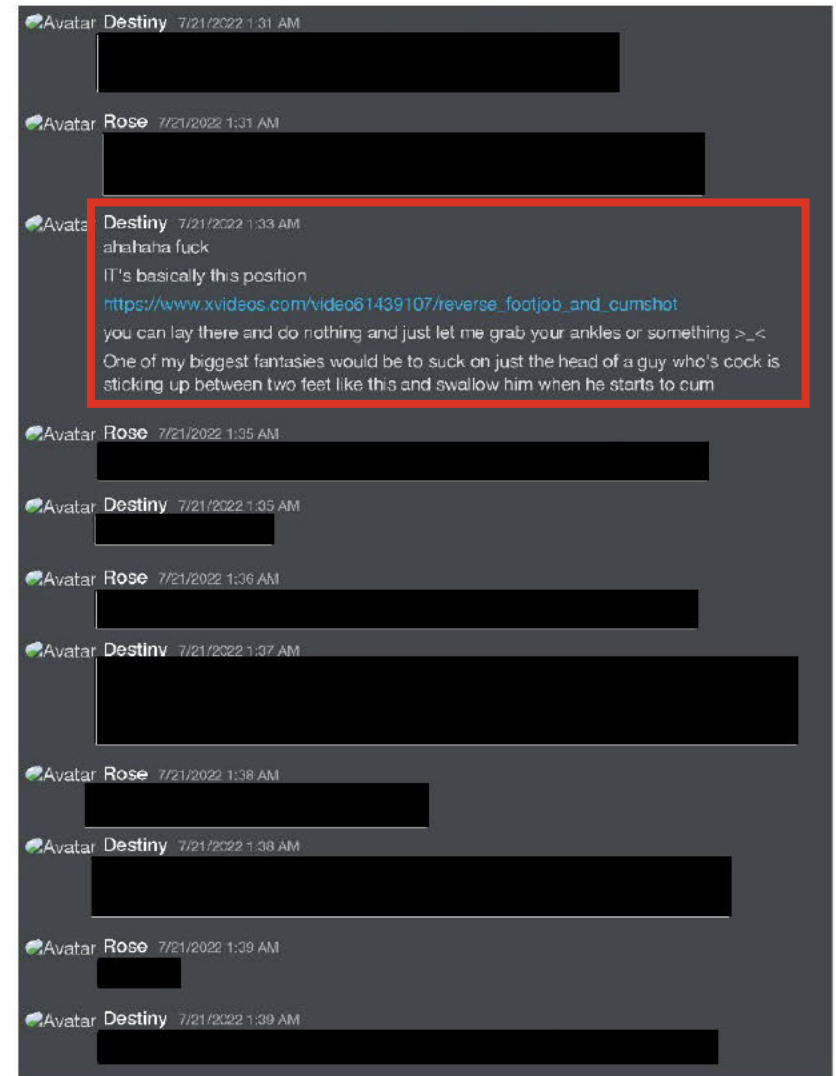 Avatar Destiny 7/21/2022 1:31 AM
Avatar Rose 7/21/2022 1:31 AM
Avatar Destiny 7/21/2022 1:33 AM
ahahaha fuck
IT's basically this position
https://www.xvideos.com/video61439107/reverse_footjob_and_cumshot
you can lay there and do nothing and just let me grab your ankles or something >_<
One of my biggest fantasies would be to suck on just the head of a guy who's cock is
sticking up between two feet like this and swallow him when he starts to cum
Avatar Rose 7/21/2022 1:35 AM
Avatar Destiny 7/21/2022 1:35 AM
Avatar Rose 7/21/2022 1:36 AM
Avatar Destiny 7/21/2022 1:37 AM
Avatar Rose 7/21/2022 1:38 AM
Avatar Destiny 7/21/2022 1:38 AM
Avatar Rose 7/21/2022 1:39 AM
Avatar Destiny 7/21/2022 1:39 AM